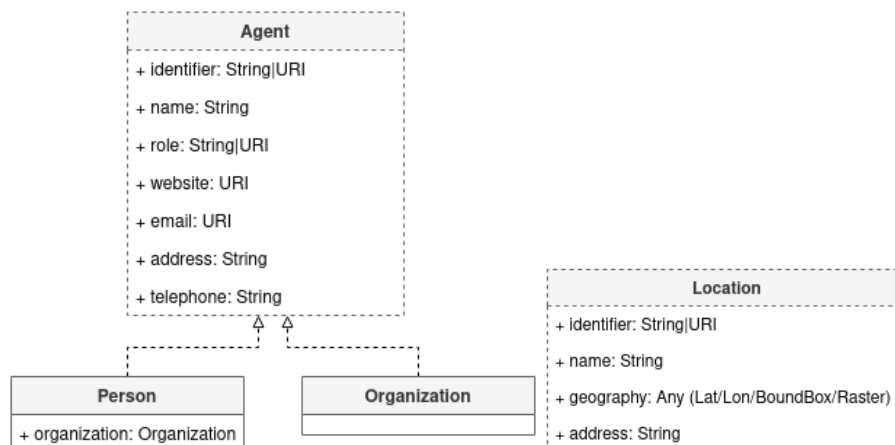 Agent
+ identifier: String|URI
+ name: String
+ role: String|URI
+ website: URI
+ email: URI
+ address: String
+ telephone: String
Person
+ organization: Organization
Organization
Location
+ identifier: String|URI
+ name: String
+ geography: Any (Lat/Lon/BoundBox/Raster)
+ address: String